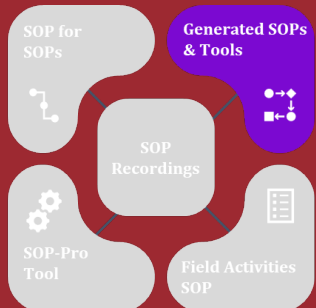 SOP for
SOPs
Generated SOPs
& Tools
SOP
Recordings
SOP-Pro
Tool
Field Activities
SOP